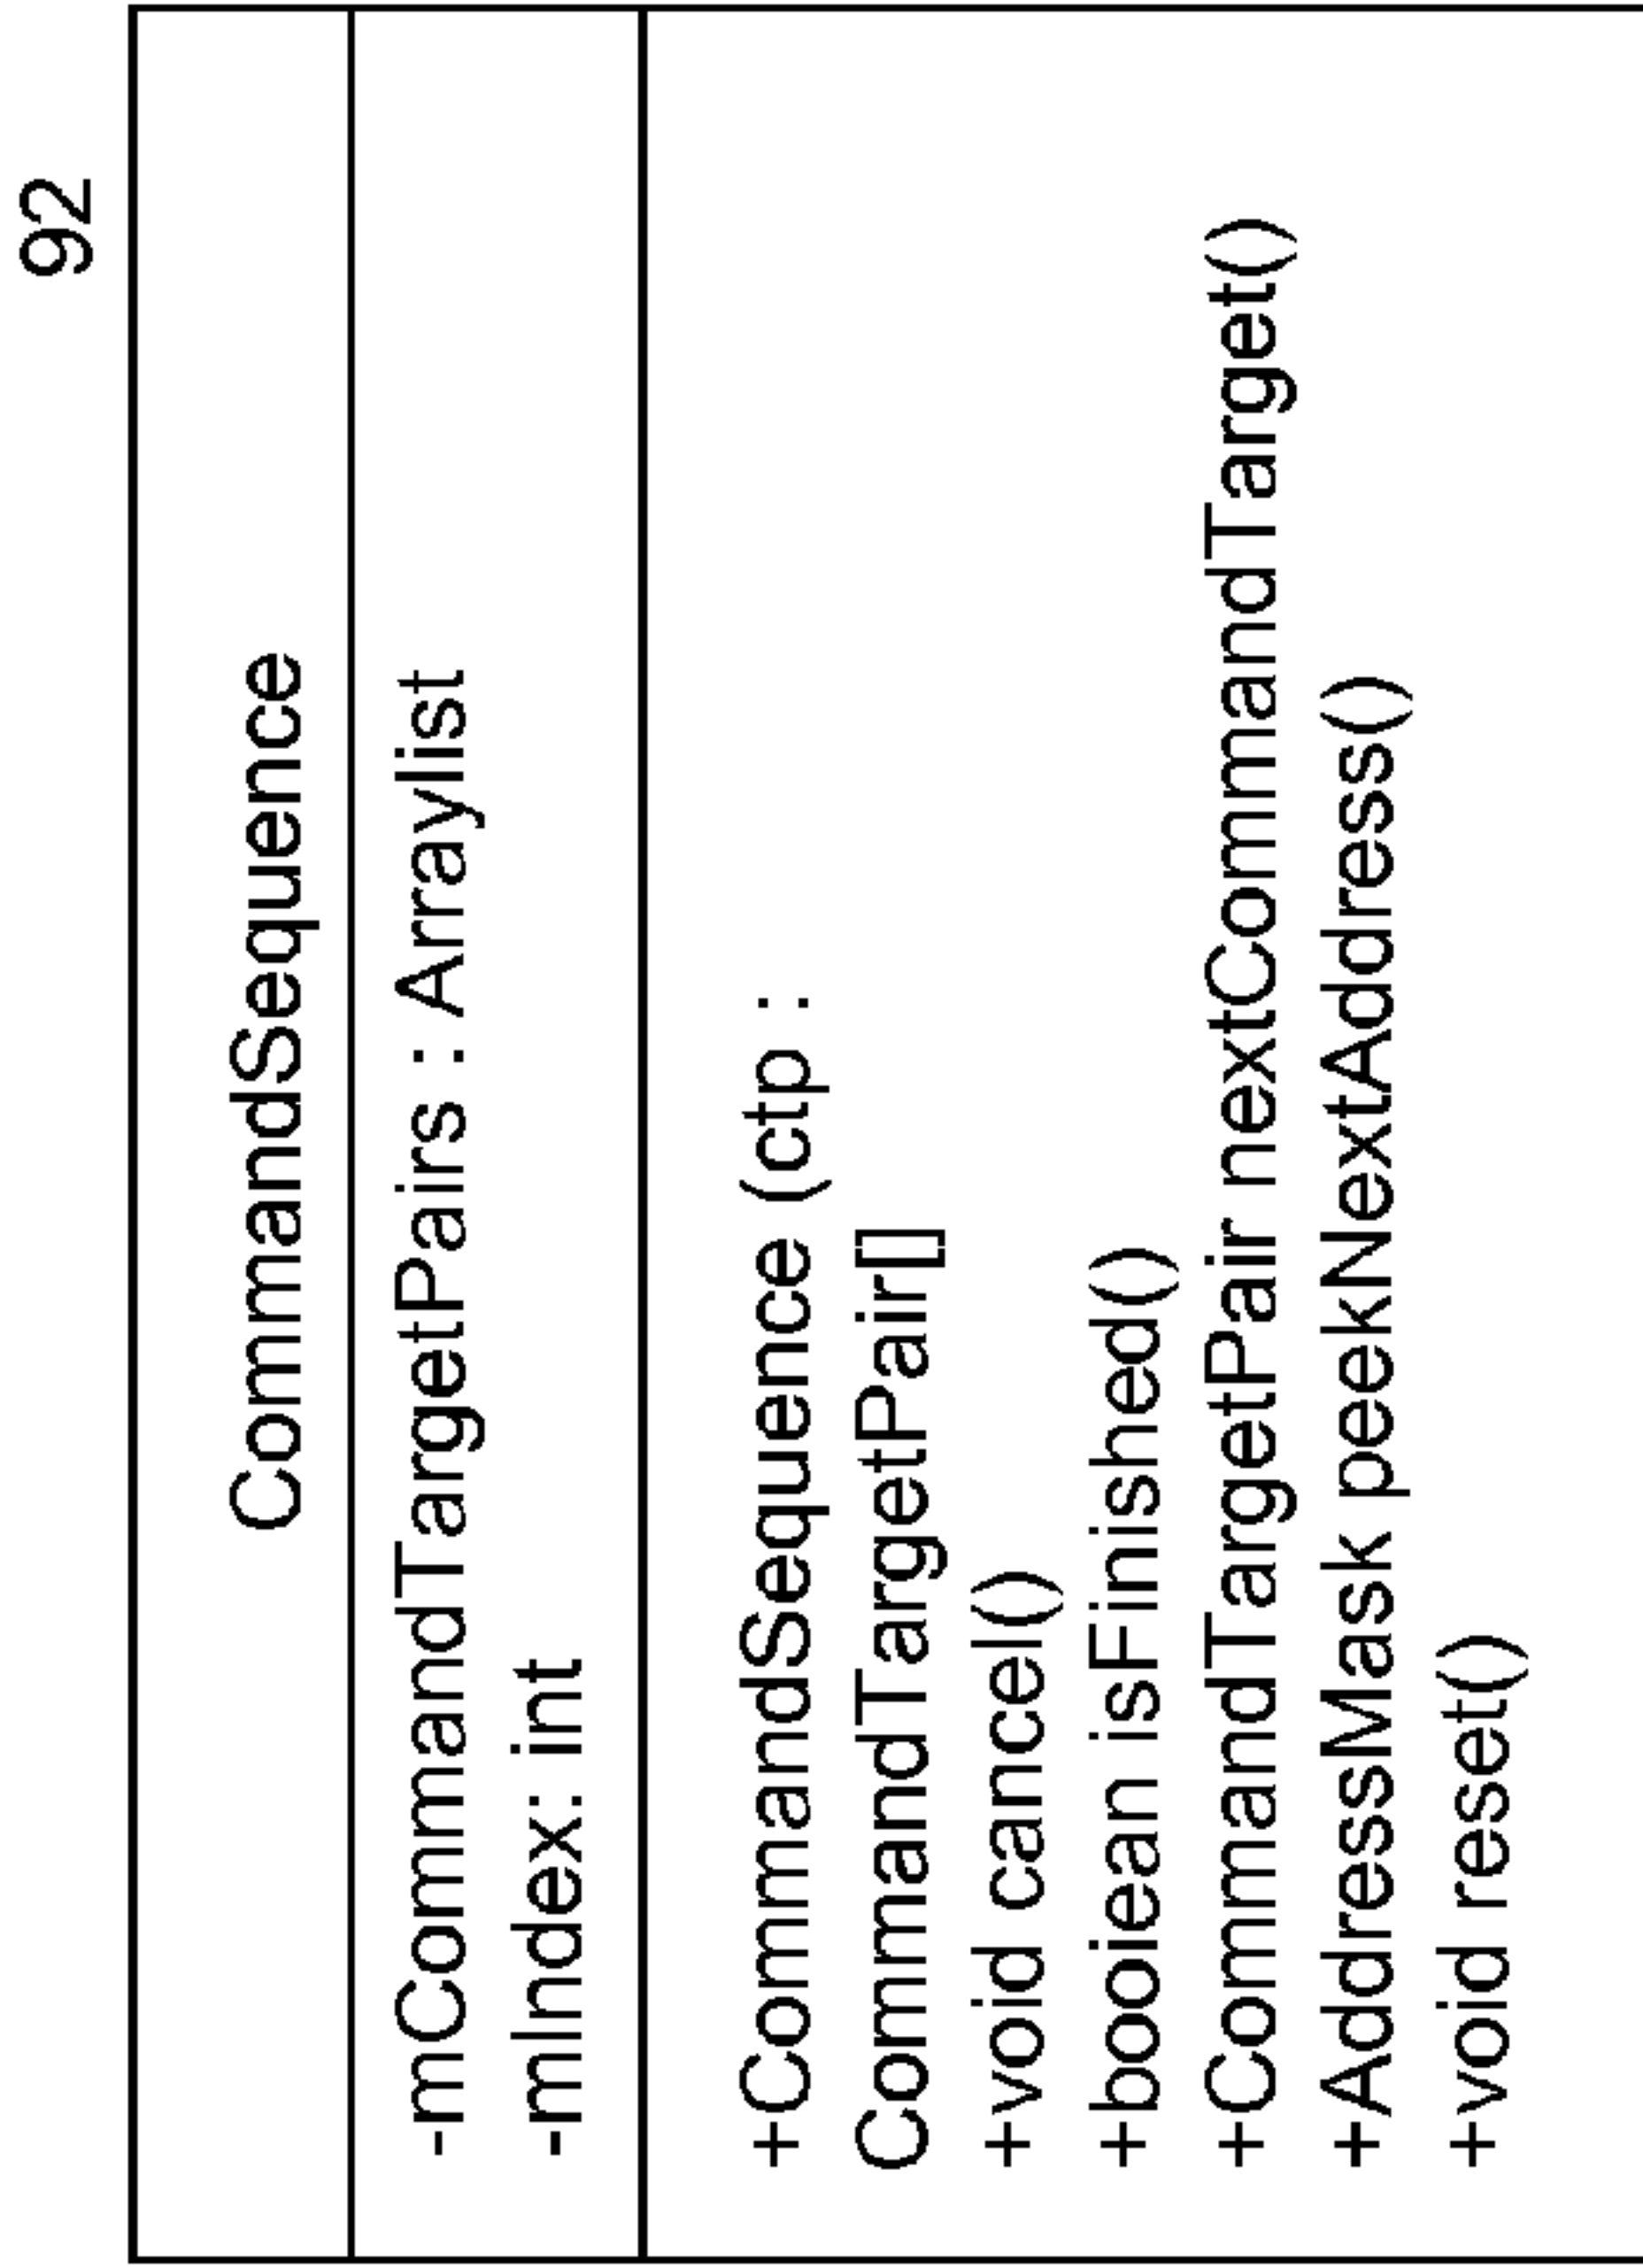 92
CommandSequence
-mCommandTargetPairs : Arraylist
-mIndex: int
+CommandSequence (ctp :
CommandTargetPair[]
+void cancel()
+booiean isFinished()
+CommandTargetPair nextCommandTarget()
+AddressMask peekNextAddress()
+void reset()